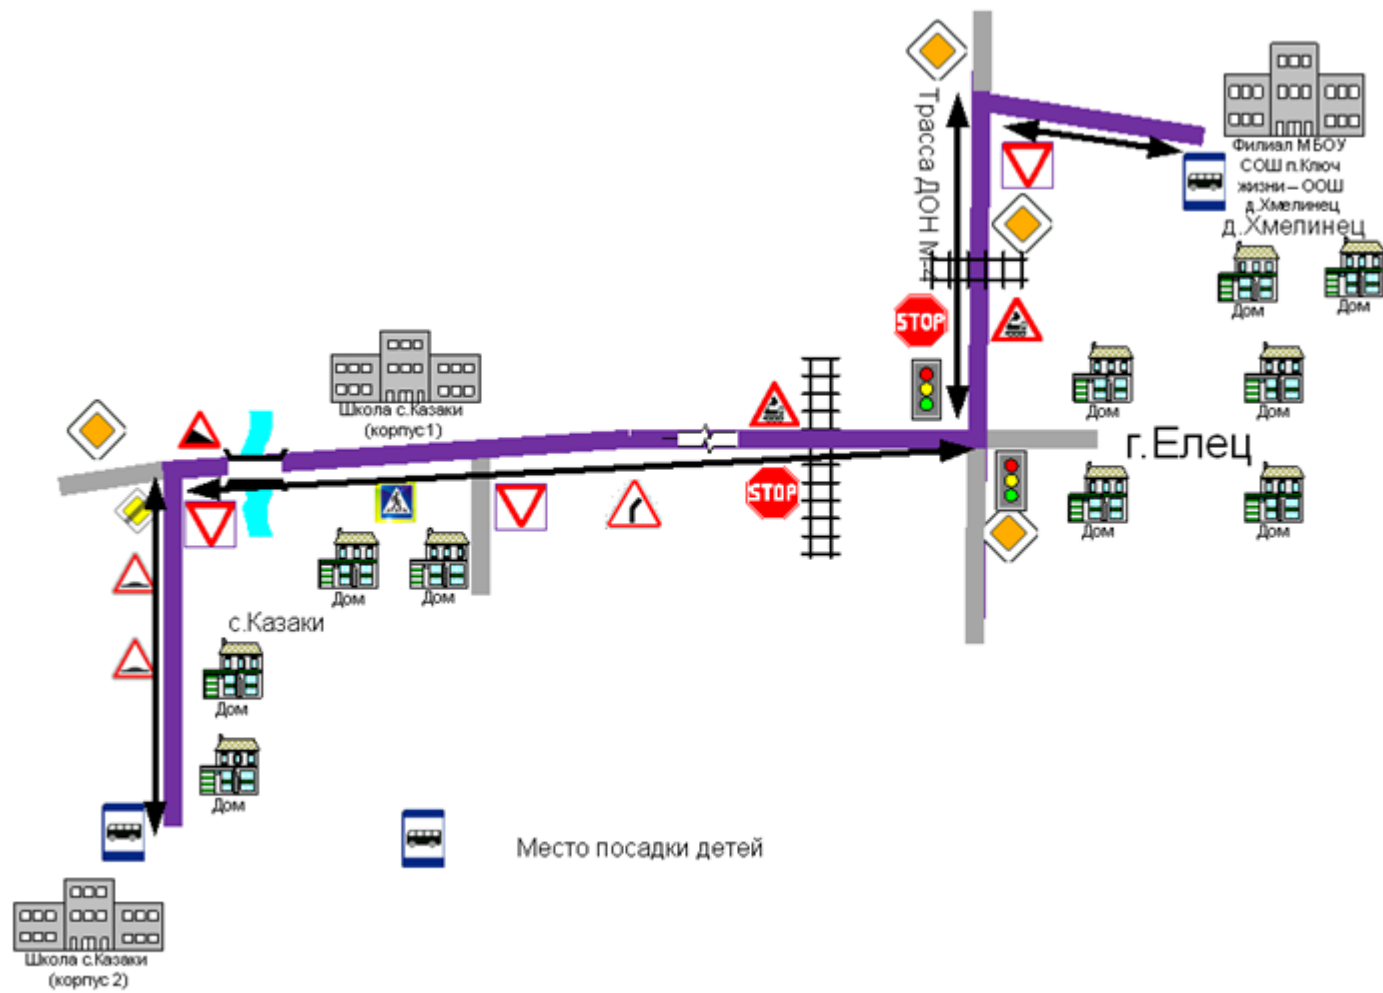 Трасса ДОН М-4
Филиал МБОУ
СОШ п.Ключ
жизни – ООШ
д.Хмелинец
д.Хмелинец
Дом
Дом
STOP
Дом
Дом
Школа с.Казаки
(корпус1)
г.Елец
STOP
Дом
Дом
Дом
Дом
с.Казаки
Дом
Дом
Место посадки детей
Школа с.Казаки
(корпус 2)